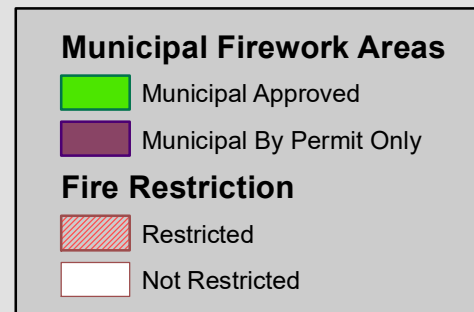 Municipal Firework Areas
Municipal Approved
Municipal By Permit Only
Fire Restriction
Restricted
Not Restricted